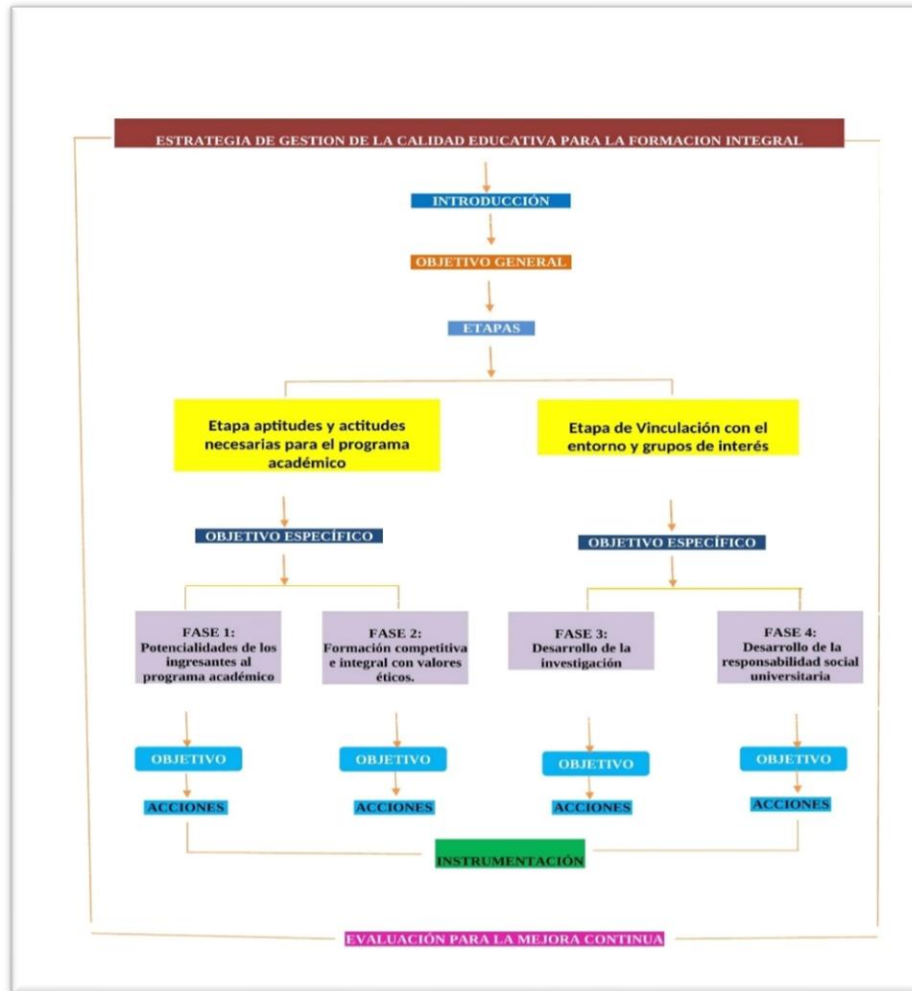 ESTRATEGIA DE GESTION DE LA CALIDAD EDUCATIVA PARA LA FORMACION INTEGRAL
INTRODUCCIÓN
OBJETIVO GENERAL
ETAPAS
Etapa aptitudes y actitudes
necesarias para el programa
académico
Etapa de Vinculación con el
entorno y grupos de interés
OBJETIVO ESPECÍFICO
OBJETIVO ESPECÍFICO
FASE 1:
Potencialidades de los
ingresantes al
programa académico
FASE 2:
Formación competitiva
e integral con valores
éticos.
FASE 3:
Desarrollo de la
investigación
FASE 4:
Desarrollo de la
responsabilidad social
universitaria
OBJETIVO
OBJETIVO
OBJETIVO
OBJETIVO
ACCIONES
ACCIONES
ACCIONES
ACCIONES
INSTRUMENTACIÓN
EVALUACIÓN PARA LA MEJORA CONTINUA